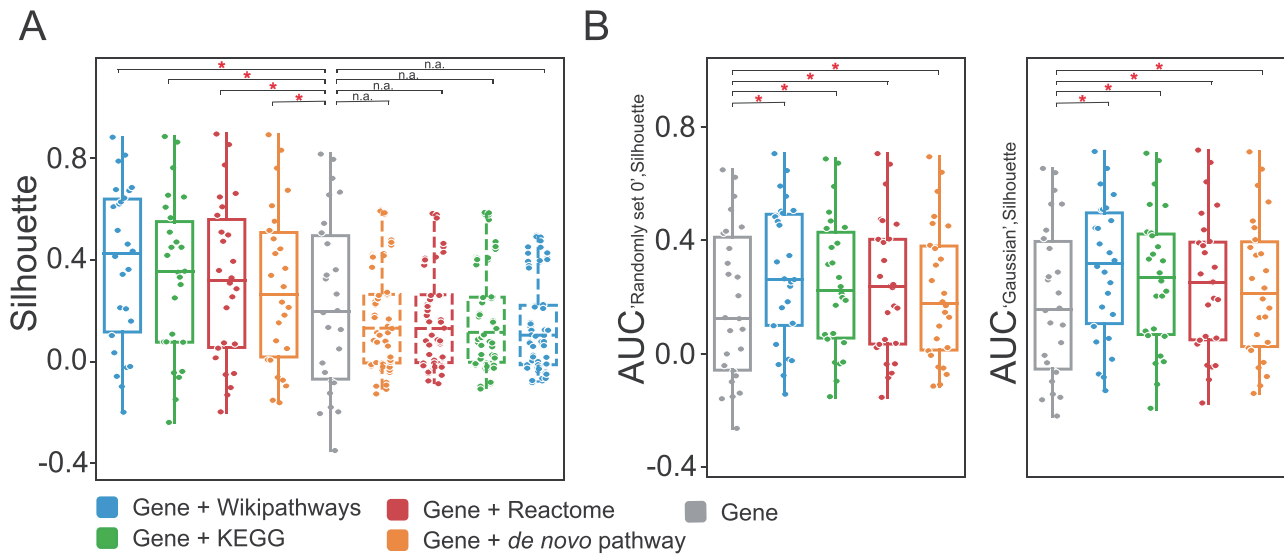 A
B
* n.a.
* n.a.
* n.a.
* n.a.
*
*
*
*
*
*
*
*
Silhouette
0.8
0.4
0.0
-0.4
AUC'Randomly set 0',Silhouette
0.8
0.4
0.0
-0.4
AUC'Gaussian',Silhouette
Gene + Wikipathways
Gene + Reactome
Gene
Gene + KEGG
Gene + de novo pathway